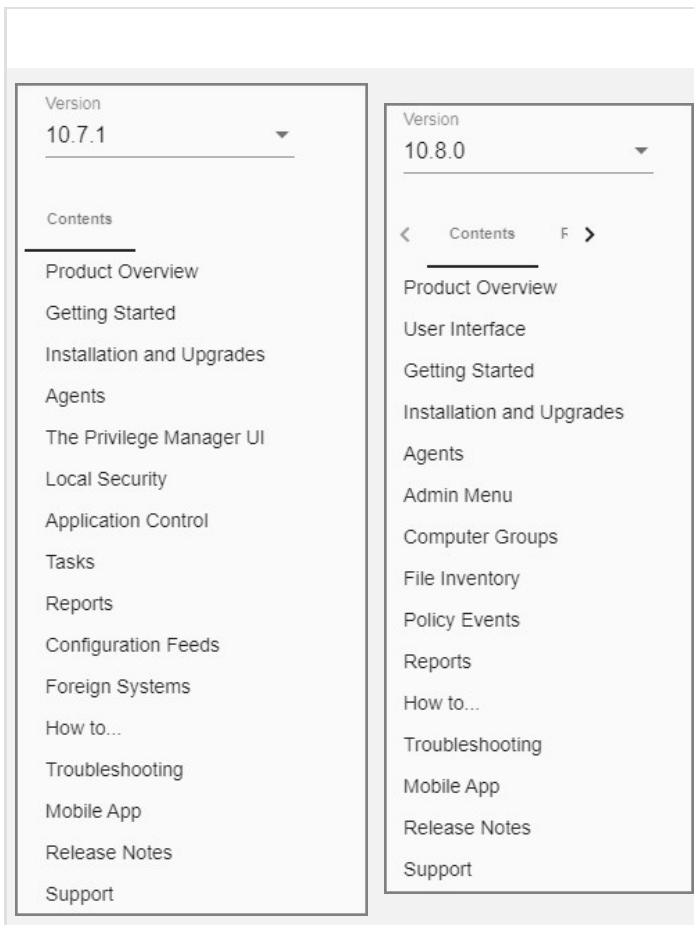 Version
10.7.1
Contents
Product Overview
Getting Started
Installation and Upgrades
Agents
The Privilege Manager UI
Local Security
Application Control
Tasks
Reports
Configuration Feeds
Foreign Systems
How to...
Troubleshooting
Mobile App
Release Notes
Support
Version
10.8.0
Contents
Product Overview
User Interface
Getting Started
Installation and Upgrades
Agents
Admin Menu
Computer Groups
File Inventory
Policy Events
Reports
How to...
Troubleshooting
Mobile App
Release Notes
Support